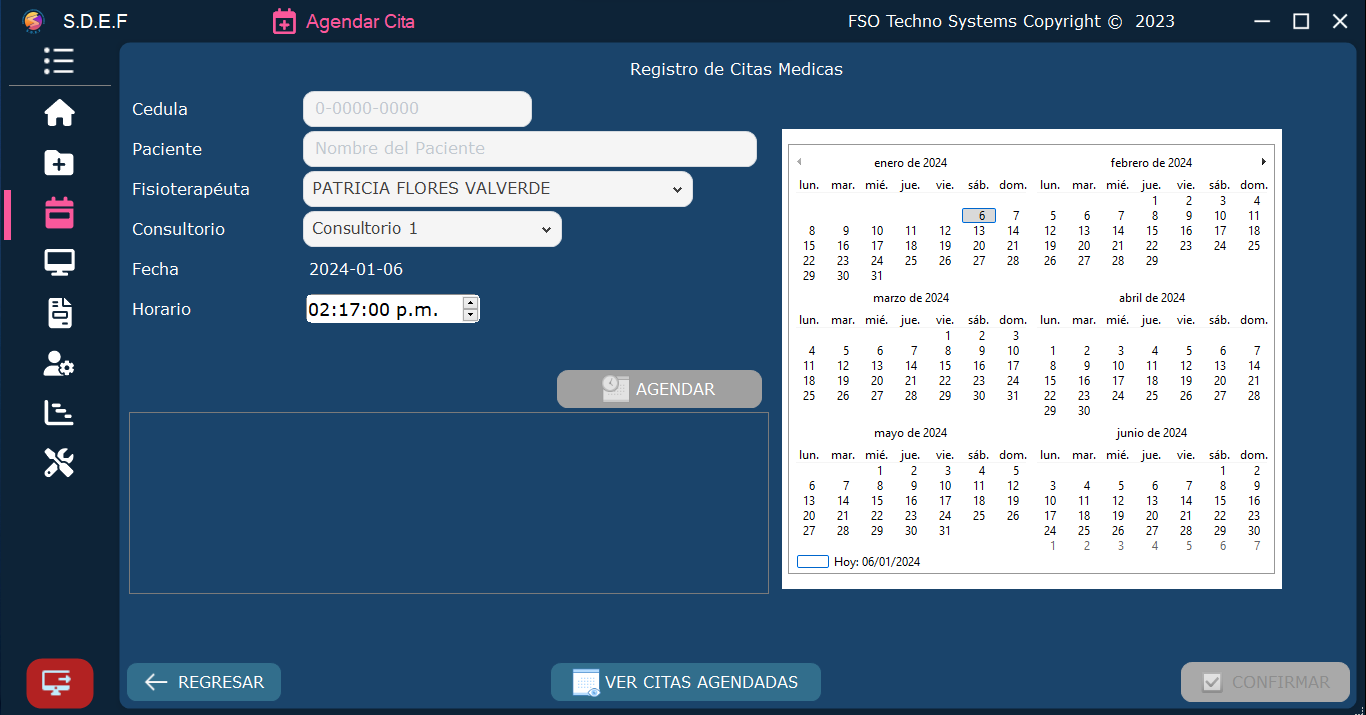 S.D.E.F
Agendar Cita
FSO Techno Systems Copyright © 2023
Registro de Citas Medicas
Cedula
0-0000-0000
Paciente
Nombre del Paciente
Fisioterapéuta
PATRICIA FLORES VALVERDE
Consultorio
Consultorio 1
Fecha
2024-01-06
Horario
02:17:00 p.m.
AGENDAR
enero de 2024
lun. mar. mié. jue. vie. sáb. dom.
6 7
8 9 10 11 12 13 14
15 16 17 18 19 20 21
22 23 24 25 26 27 28
29 30 31
febrero de 2024
lun. mar. mié. jue. vie. sáb. dom.
1 2 3 4
5 6 7 8 9 10 11
12 13 14 15 16 17 18
19 20 21 22 23 24 25
26 27 28 29
marzo de 2024
lun. mar. mié. jue. vie. sáb. dom.
1 2 3
4 5 6 7 8 9 10
11 12 13 14 15 16 17
18 19 20 21 22 23 24
25 26 27 28 29 30 31
abril de 2024
lun. mar. mié. jue. vie. sáb. dom.
1 2 3 4 5 6 7
8 9 10 11 12 13 14
15 16 17 18 19 20 21
22 23 24 25 26 27 28
29 30
mayo de 2024
lun. mar. mié. jue. vie. sáb. dom.
1 2 3 4 5
6 7 8 9 10 11 12
13 14 15 16 17 18 19
20 21 22 23 24 25 26
27 28 29 30 31
junio de 2024
lun. mar. mié. jue. vie. sáb. dom.
1 2
3 4 5 6 7 8 9
10 11 12 13 14 15 16
17 18 19 20 21 22 23
24 25 26 27 28 29 30
1 2 3 4 5 6 7
Hoy: 06/01/2024
REGRESAR
VER CITAS AGENDADAS
CONFIRMAR